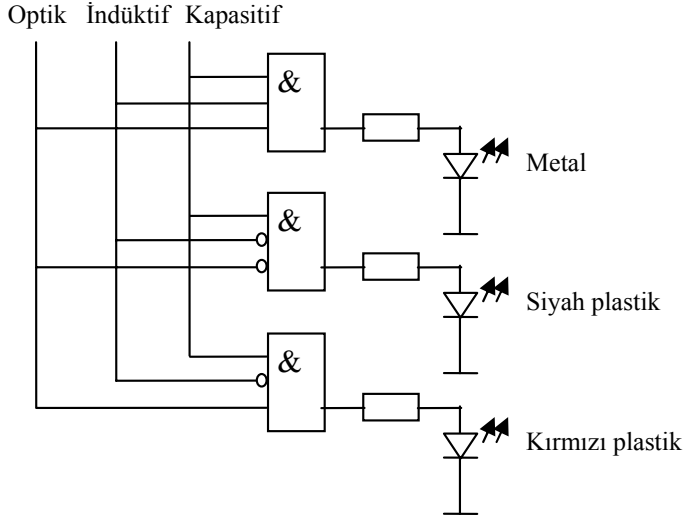 Optik İndüktif Kapasitif
&
Metal
&
Siyah plastik
&
Kırmızı plastik